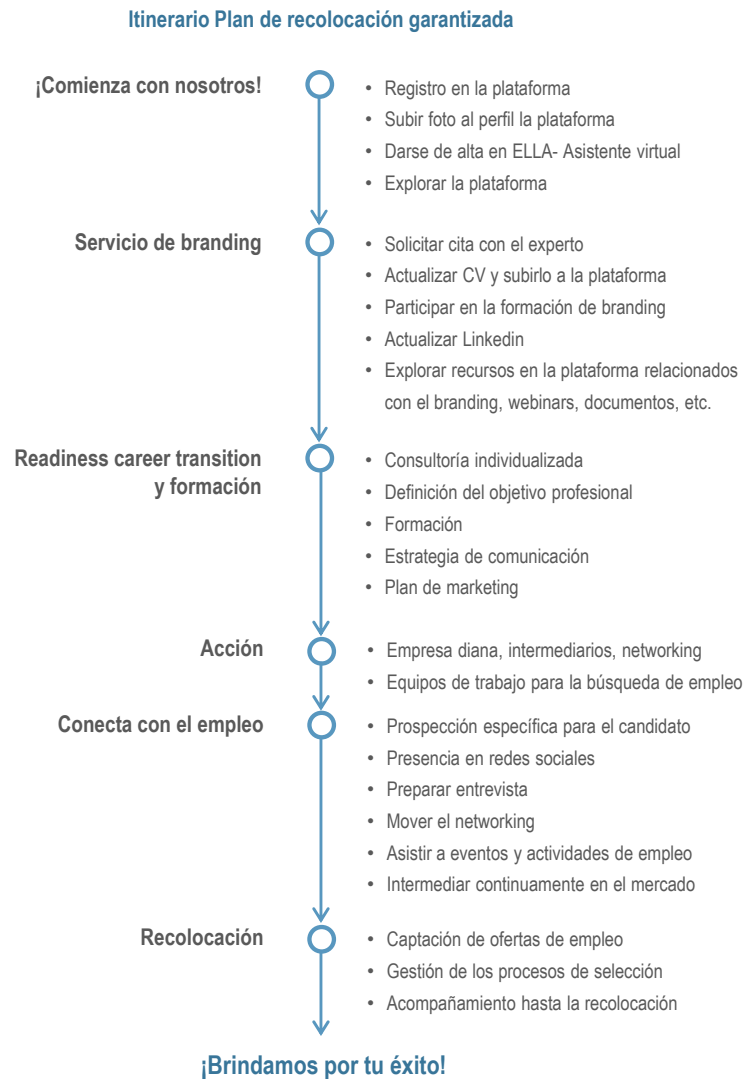 Itinerario Plan de recolocación garantizada
¡Comienza con nosotros!
• Registro en la plataforma
• Subir foto al perfil la plataforma
• Darse de alta en ELLA- Asistente virtual
• Explorar la plataforma
Servicio de branding
• Solicitar cita con el experto
• Actualizar CV y subirlo a la plataforma
• Participar en la formación de branding
• Actualizar Linkedin
• Explorar recursos en la plataforma relacionados
con el branding, webinars, documentos, etc.
Readiness career transition
y formación
• Consultoría individualizada
• Definición del objetivo profesional
• Formación
• Estrategia de comunicación
• Plan de marketing
Acción
• Empresa diana, intermediarios, networking
• Equipos de trabajo para la búsqueda de empleo
Conecta con el empleo
• Prospección específica para el candidato
• Presencia en redes sociales
• Preparar entrevista
• Mover el networking
• Asistir a eventos y actividades de empleo
• Intermediar continuamente en el mercado
Recolocación
• Captación de ofertas de empleo
• Gestión de los procesos de selección
• Acompañamiento hasta la recolocación
¡Brindamos por tu éxito!